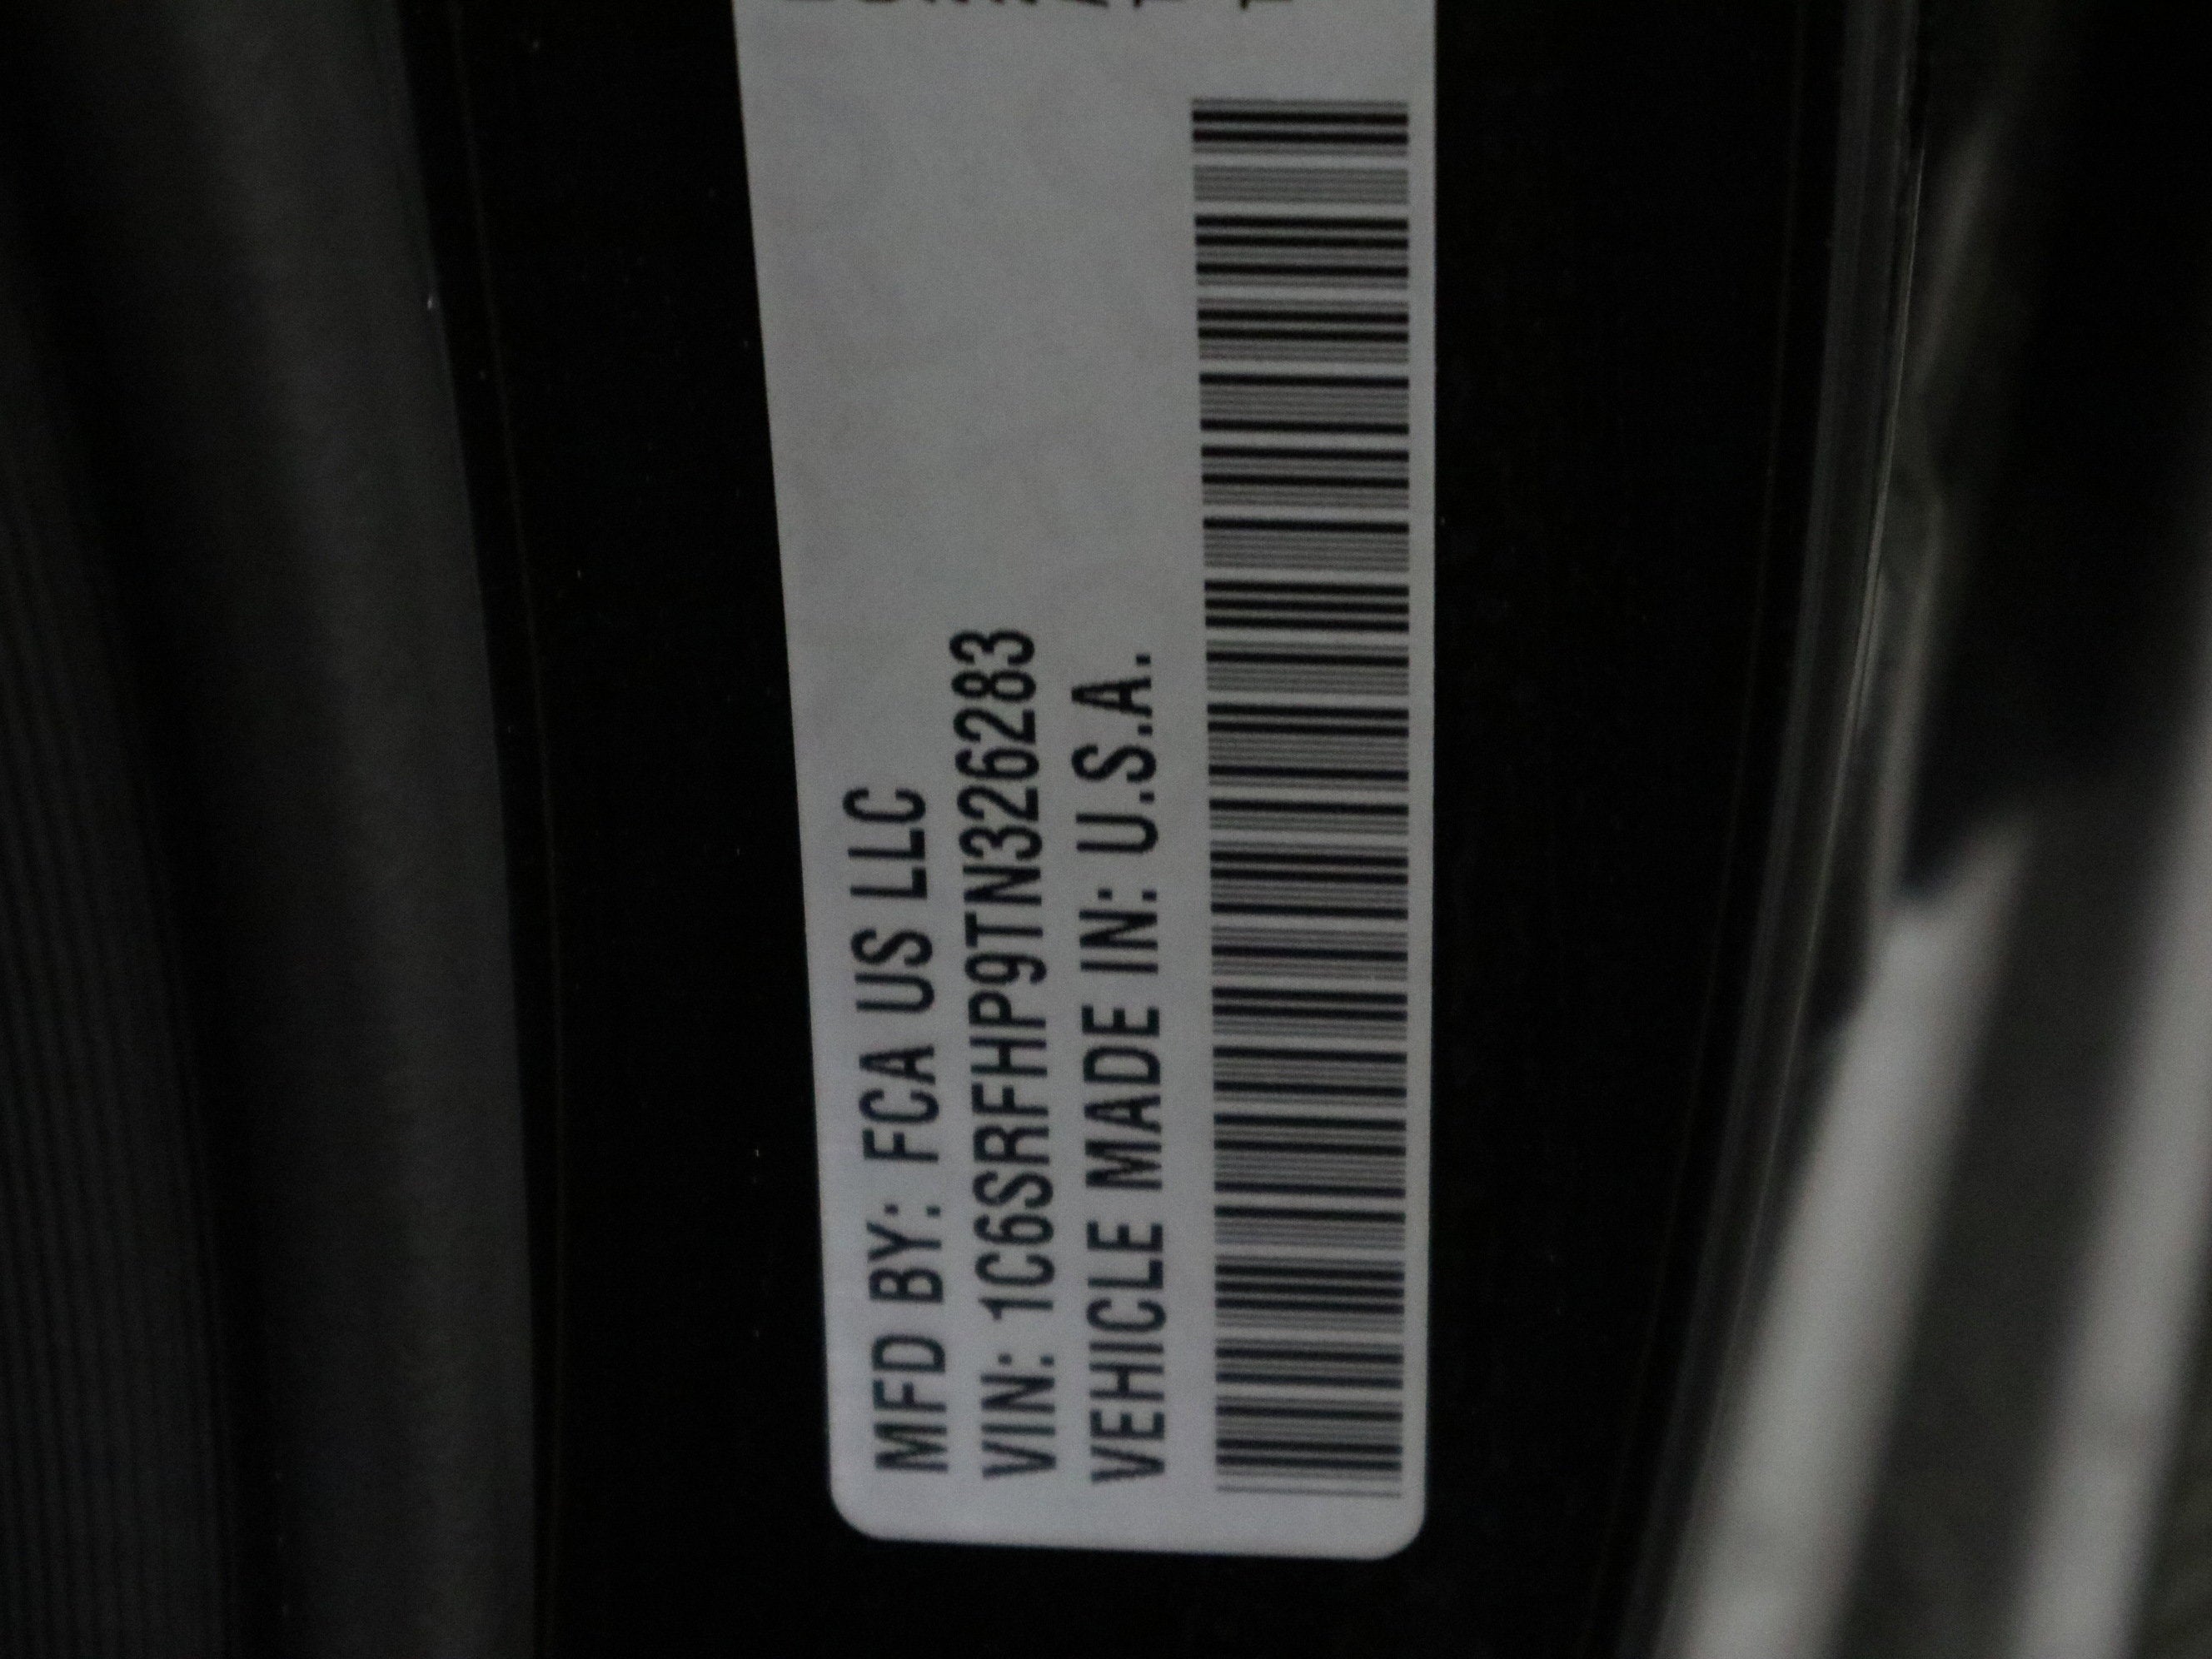 MFD BY: FCA US LLC
VIN: 1C6SRFHP9TN326283
VEHICLE MADE IN: U.S.A.